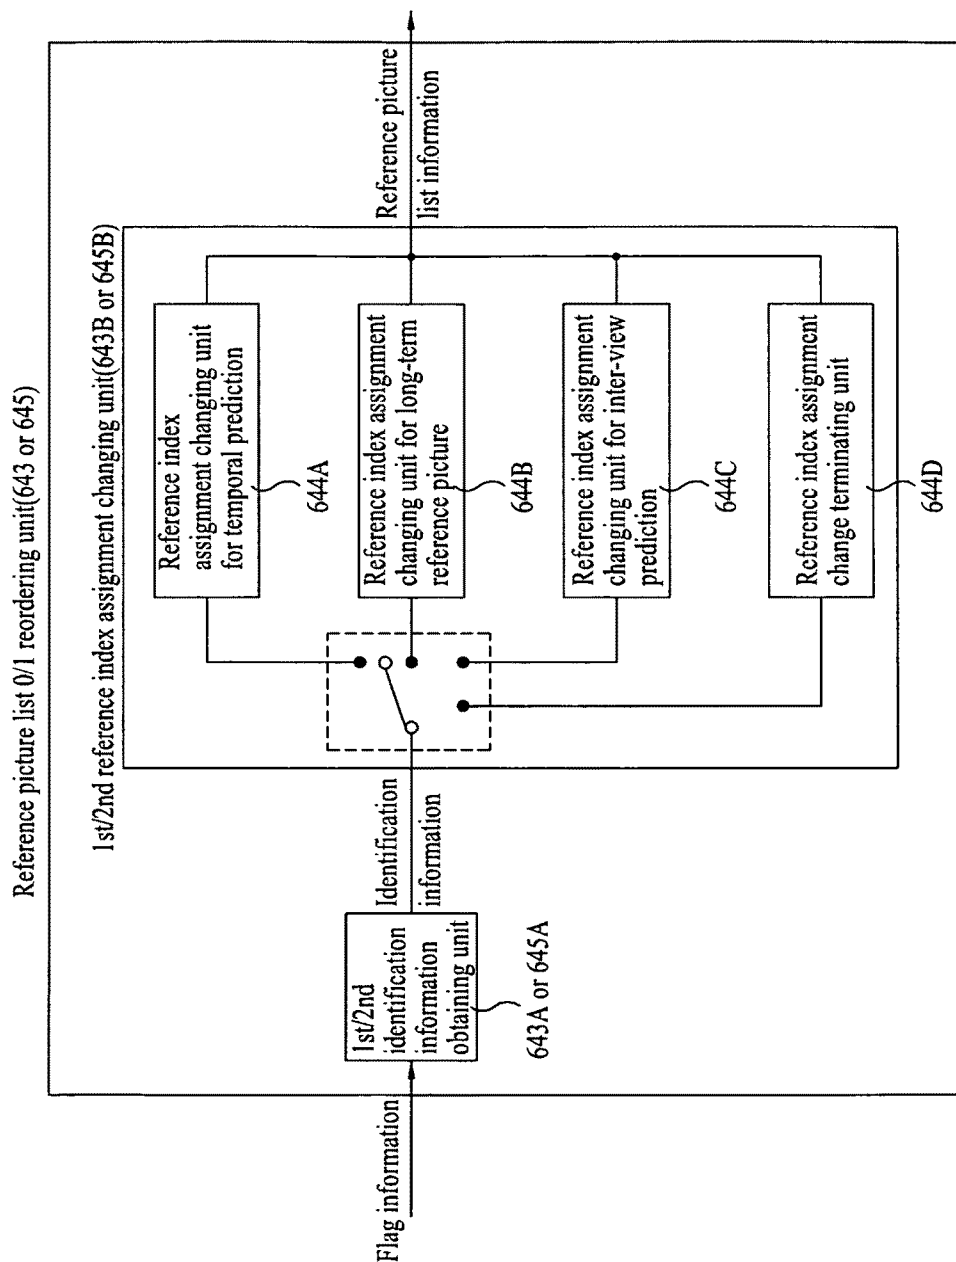 Reference picture list 0/1 reordering unit(643 or 645)
1st/2nd reference index assignment changing unit(643B or 645B)
Flag information
1st/2nd
identification
information
obtaining unit
643A or 645A
Identification
information
Reference index
assignment changing unit
for temporal prediction
644A
Reference index assignment
changing unit for long-term
reference picture
644B
Reference index assignment
changing unit for inter-view
prediction
644C
Reference index assignment
change terminating unit
644D
Reference picture
list information